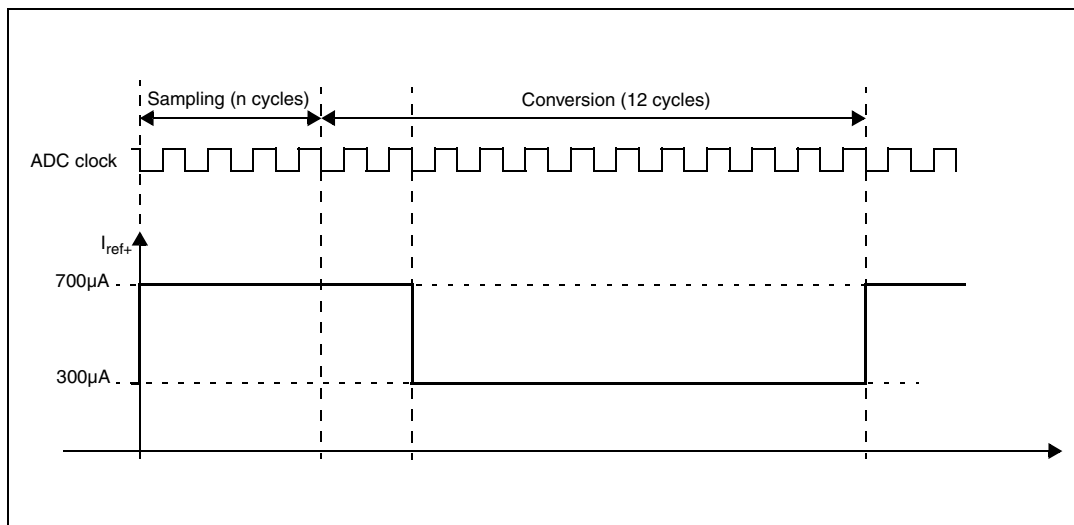 Sampling (n cycles)
Conversion (12 cycles)
ADC clock
Iref+
700µA
300µA